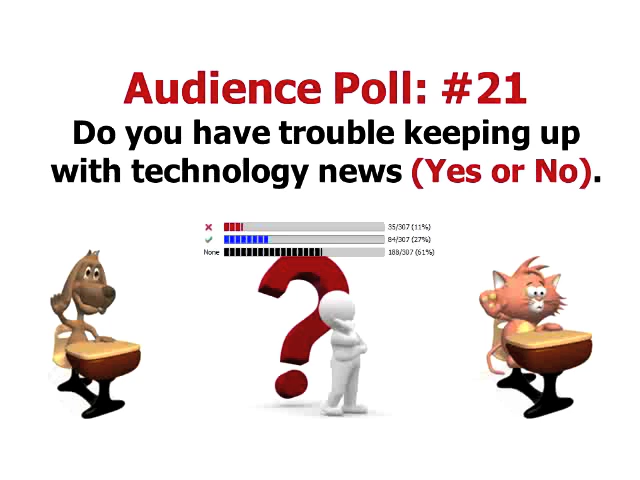 Audience Poll: #21
Do you have trouble keeping up
with technology news (Yes or No).
35/307 (11%)
84/307 (27%)
None 188/307 (61%)